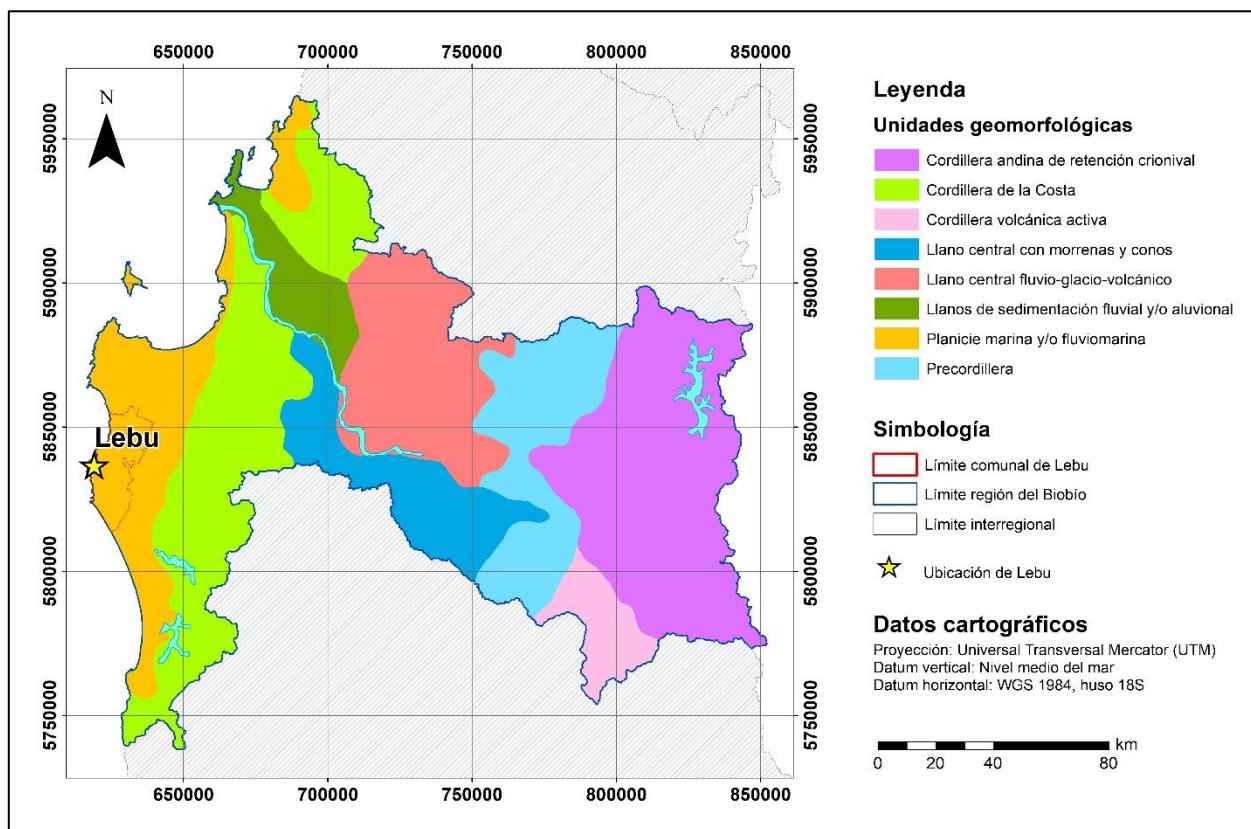 650000 700000 750000 800000 850000
N
5950000
5900000
5850000
5800000
5750000
Lebu
5950000
5900000
5850000
5800000
5750000
650000 700000 750000 800000 850000
Leyenda
Unidades geomorfológicas
Cordillera andina de retención crionival
Cordillera de la Costa
Cordillera volcánica activa
Llano central con morrenas y conos
Llano central fluvio-glacio-volcánico
Llanos de sedimentación fluvial y/o aluvional
Planicie marina y/o fluviomarina
Precordillera
Simbología
Límite comunal de Lebu
Límite región del Biobío
Límite interregional
Ubicación de Lebu
Datos cartográficos
Proyección: Universal Transversal Mercator (UTM)
Datum vertical: Nivel medio del mar
Datum horizontal: WGS 1984, huso 18S
km
0 20 40 80